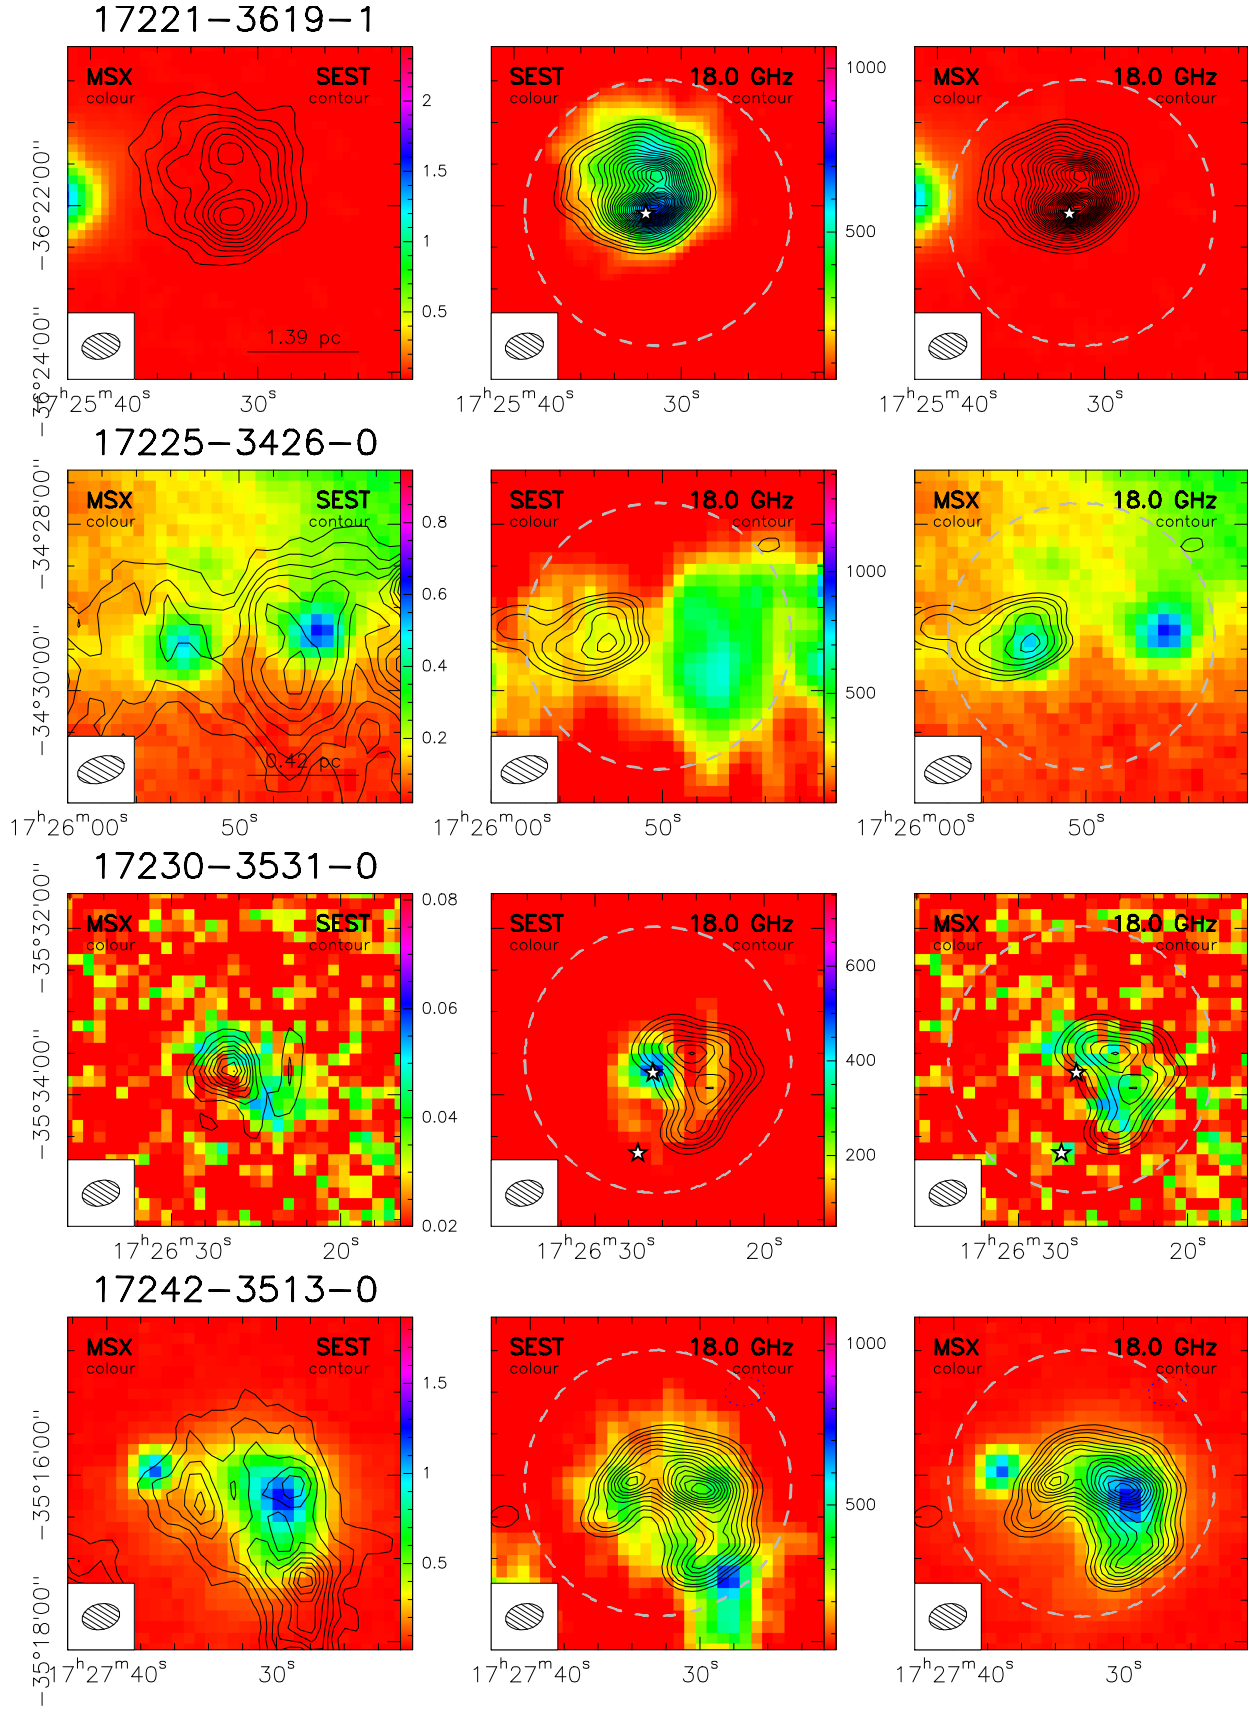 17221−3619−1
MSX SEST SEST 18.0 GHz MSX 18.0 GHz
colour contour colour contour colour contour
2
1.5
1
0.5
1000
500
−36°22'00"
−36°24'00"
1.39 pc
17h25m40s 30s 17h25m40s 30s 17h25m40s 30s
17225−3426−0
MSX SEST SEST 18.0 GHz MSX 18.0 GHz
colour contour colour contour colour contour
0.8
0.6
0.4
0.2
1000
500
−34°28'00"
−34°30'00"
0.42 pc
17h26m00s 50s 17h26m00s 50s 17h26m00s 50s
17230−3531−0
MSX SEST SEST 18.0 GHz MSX 18.0 GHz
colour contour colour contour colour contour
0.08
0.06
0.04
0.02
600
400
200
−35°32'00"
−35°34'00"
17h26m30s 20s 17h26m30s 20s 17h26m30s 20s
17242−3513−0
MSX SEST SEST 18.0 GHz MSX 18.0 GHz
colour contour colour contour colour contour
1.5
1
0.5
1000
500
−35°16'00"
−35°18'00"
17h27m40s 30s 17h27m40s 30s 17h27m40s 30s